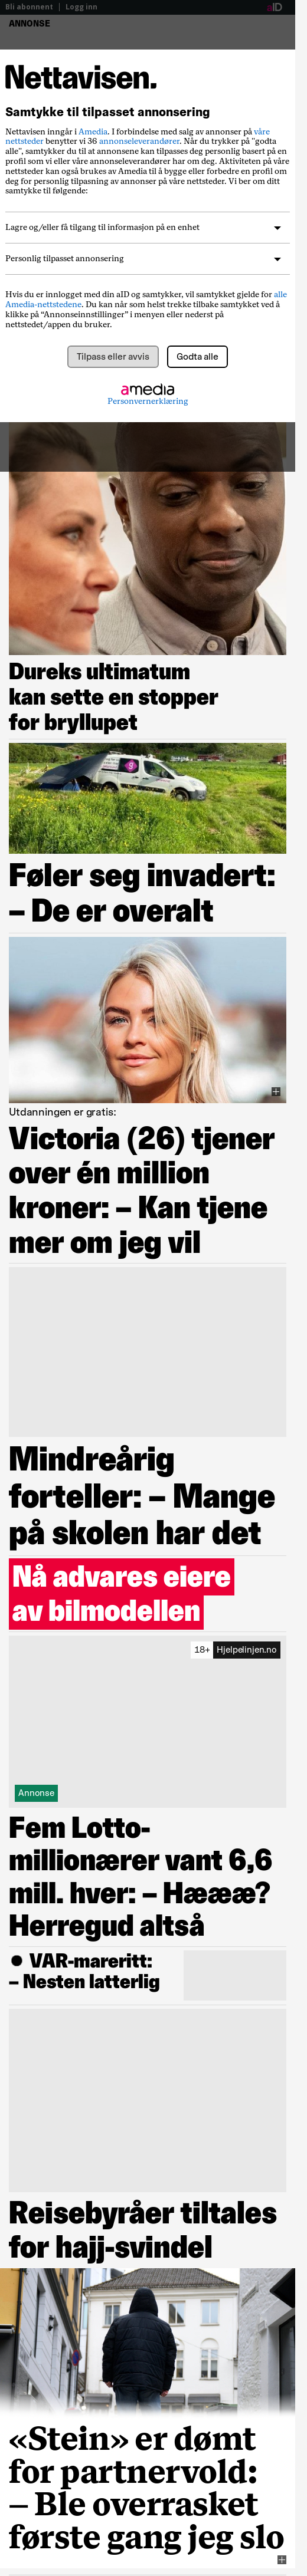 Bli abonnent | Logg inn
aID
ANNONSE
Nettavisen.
Samtykke til tilpasset annonsering
Nettavisen inngår i Amedia. I forbindelse med salg av annonser på våre
nettsteder benytter vi 36 annonseleverandører. Når du trykker på "godta
alle", samtykker du til at annonsene kan tilpasses deg personlig basert på en
profil som vi eller våre annonseleverandører har om deg. Aktiviteten på våre
nettsteder kan også brukes av Amedia til å bygge eller forbedre en profil om
deg for personlig tilpasning av annonser på våre nettsteder. Vi ber om ditt
samtykke til følgende:
Lagre og/eller få tilgang til informasjon på en enhet
Personlig tilpasset annonsering
Hvis du er innlogget med din aID og samtykker, vil samtykket gjelde for alle
Amedia-nettstedene. Du kan når som helst trekke tilbake samtykket ved å
klikke på “Annonseinnstillinger” i menyen eller nederst på
nettstedet/appen du bruker.
Tilpass eller avvis
Godta alle
amedia
Personvernerklæring
Dureks ultimatum
kan sette en stopper
for bryllupet
Føler seg invadert:
– De er overalt
Utdanningen er gratis:
Victoria (26) tjener
over én million
kroner: – Kan tjene
mer om jeg vil
Mindreårig
forteller: – Mange
på skolen har det
Nå advares eiere
av bilmodellen
18+ Hjelpelinjen.no
Annonse
Fem Lotto-
millionærer vant 6,6
mill. hver: – Hæææ?
Herregud altså
● VAR-mareritt:
– Nesten latterlig
Reisebyråer tiltales
for hajj-svindel
«Stein» er dømt
for partnervold:
– Ble overrasket
første gang jeg slo